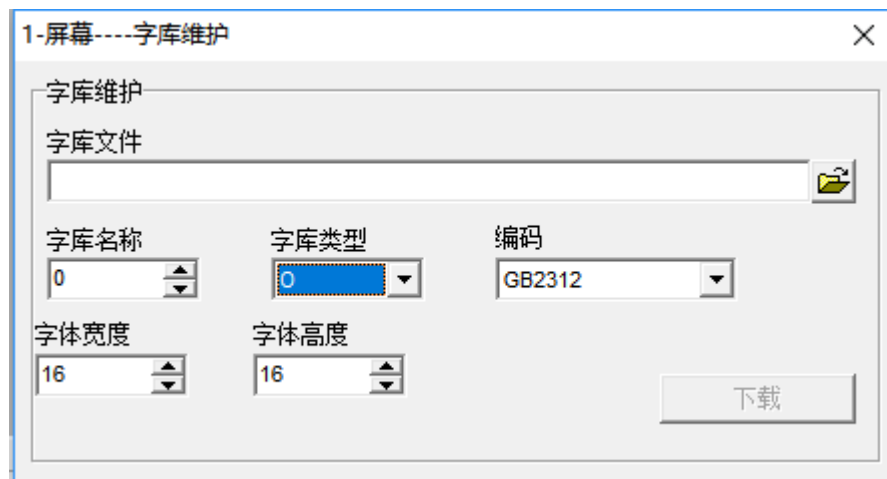 1-屏幕----字库维护
字库维护
字库文件
字库名称 字库类型 编码
0 O GB2312
字体宽度 字体高度
16 16
下载